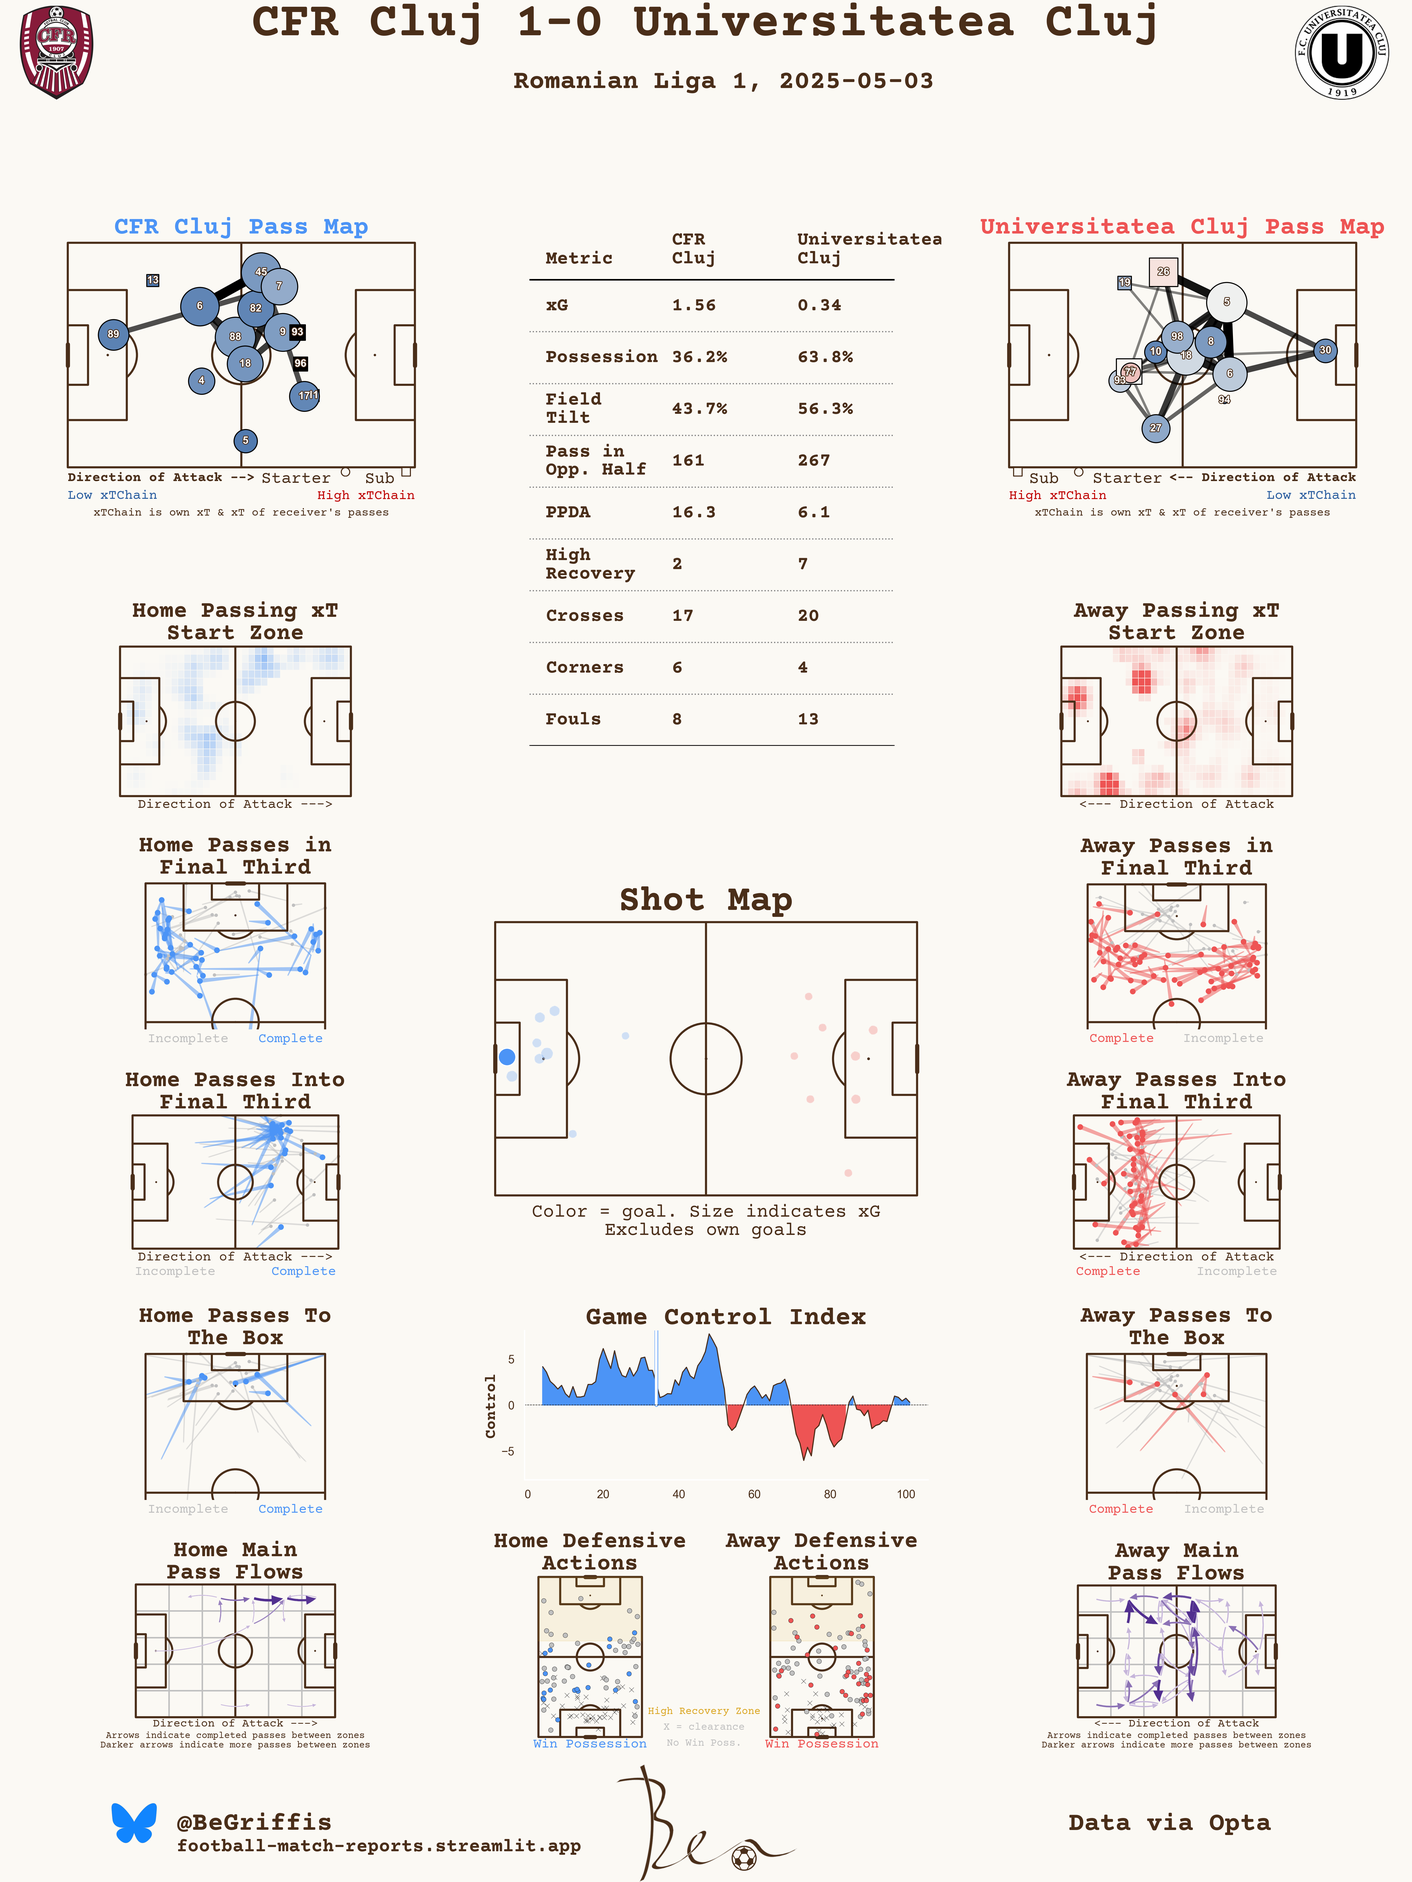 CFR Cluj 1-0 Universitatea Cluj
Romanian Liga 1, 2025-05-03
CFR
1907
CLUJ
F.C. UNIVERSITATEA CLUJ
U
1919
CFR Cluj Pass Map
13
45
7
6
82
89
88
9
93
18
96
4
17
11
5
Direction of Attack --> Starter Sub
Low xTChain High xTChain
xTChain is own xT & xT of receiver's passes
Metric CFR Cluj Universitatea Cluj
xG 1.56 0.34
Possession 36.2% 63.8%
Field Tilt 43.7% 56.3%
Pass in Opp. Half 161 267
PPDA 16.3 6.1
High Recovery 2 7
Crosses 17 20
Corners 6 4
Fouls 8 13
Universitatea Cluj Pass Map
26
19
5
98
8
10
18
30
77
93
6
94
27
Sub Starter <-- Direction of Attack
High xTChain Low xTChain
xTChain is own xT & xT of receiver's passes
Home Passing xT
Start Zone
Direction of Attack --->
Away Passing xT
Start Zone
<--- Direction of Attack
Home Passes in
Final Third
Incomplete Complete
Away Passes in
Final Third
Complete Incomplete
Shot Map
Color = goal. Size indicates xG
Excludes own goals
Home Passes Into
Final Third
Direction of Attack --->
Incomplete Complete
Away Passes Into
Final Third
<--- Direction of Attack
Complete Incomplete
Home Passes To
The Box
Incomplete Complete
Game Control Index
Control
5
0
−5
0 20 40 60 80 100
Away Passes To
The Box
Complete Incomplete
Home Main
Pass Flows
Direction of Attack --->
Arrows indicate completed passes between zones
Darker arrows indicate more passes between zones
Home Defensive
Actions
Win Possession
High Recovery Zone
X = clearance
No Win Poss.
Away Defensive
Actions
Win Possession
Away Main
Pass Flows
<--- Direction of Attack
Arrows indicate completed passes between zones
Darker arrows indicate more passes between zones
@BeGriffis
football-match-reports.streamlit.app
Ben
Data via Opta